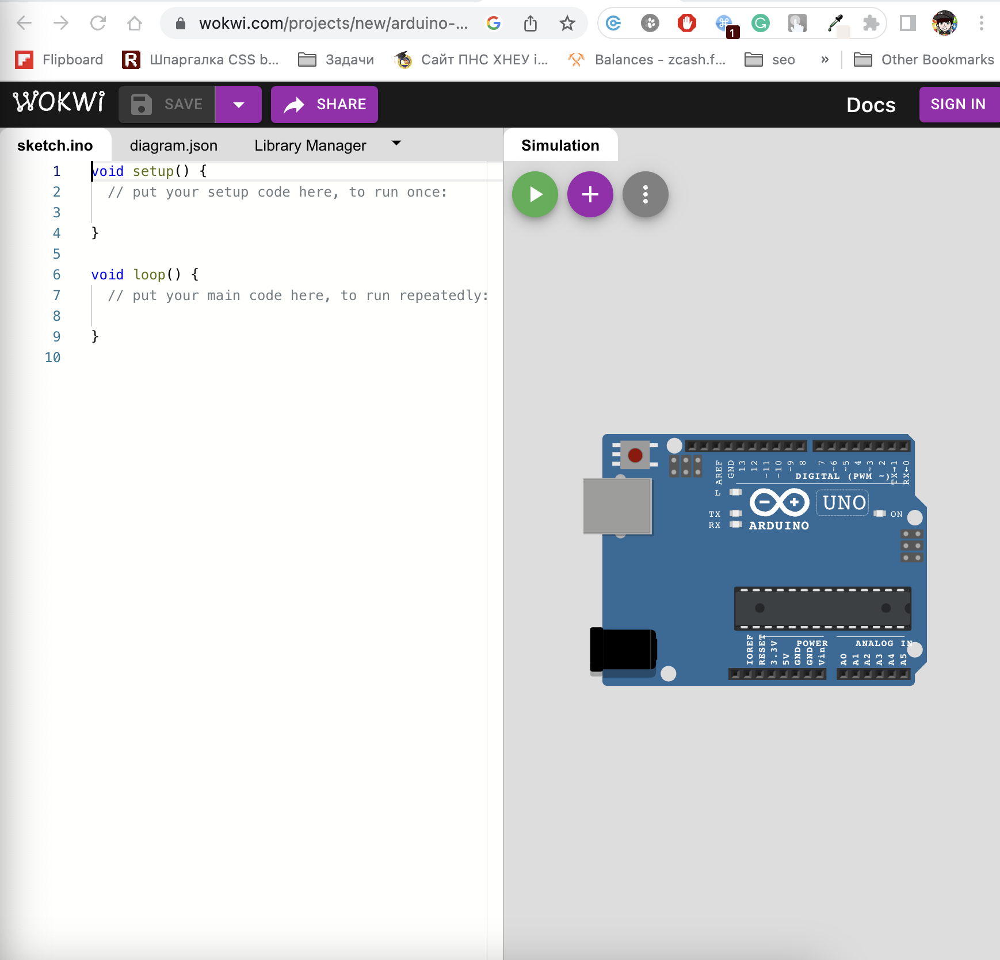 wokwi.com/projects/new/arduino-...
1
Flipboard
Шпаргалка CSS b...
Задачи
Сайт ПНС ХНЕУ і...
Balances - zcash.f...
seo
»
Other Bookmarks
WOKWi
SAVE
SHARE
Docs
SIGN IN
sketch.ino
diagram.json
Library Manager
Simulation
1 void setup() {
2 // put your setup code here, to run once:
3
4 }
5
6 void loop() {
7 // put your main code here, to run repeatedly:
8
9 }
10
AREF GND 13 12 ~11 ~10 ~9 8 7 ~6 ~5 4 ~3 2 TX→1 RX←0
DIGITAL (PWM ~)
L
UNO
TX
ON
RX
ARDUINO
POWER
ANALOG IN
IOREF RESET 3.3V 5V GND GND Vin A0 A1 A2 A3 A4 A5